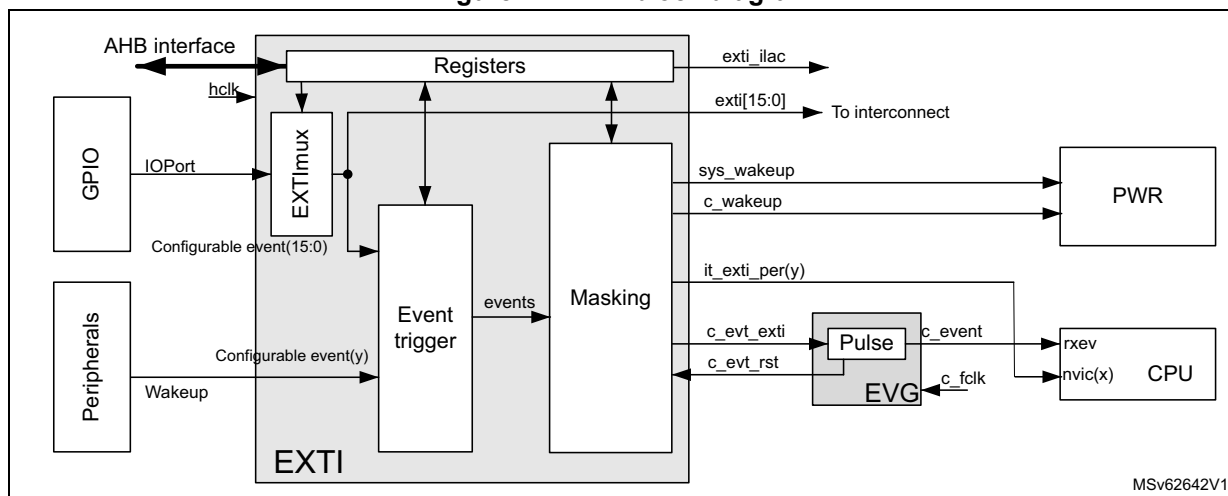 AHB interface
Registers
exti_ilac
hclk
exti[15:0]
To interconnect
GPIO
IOPort
EXTImux
sys_wakeup
PWR
c_wakeup
Configurable event(15:0)
it_exti_per(y)
Masking
events
Event
trigger
Peripherals
Configurable event(y)
Wakeup
c_evt_exti
Pulse
c_event
rxev
c_evt_rst
nvic(x)
CPU
c_fclk
EVG
EXTI
MSv62642V1